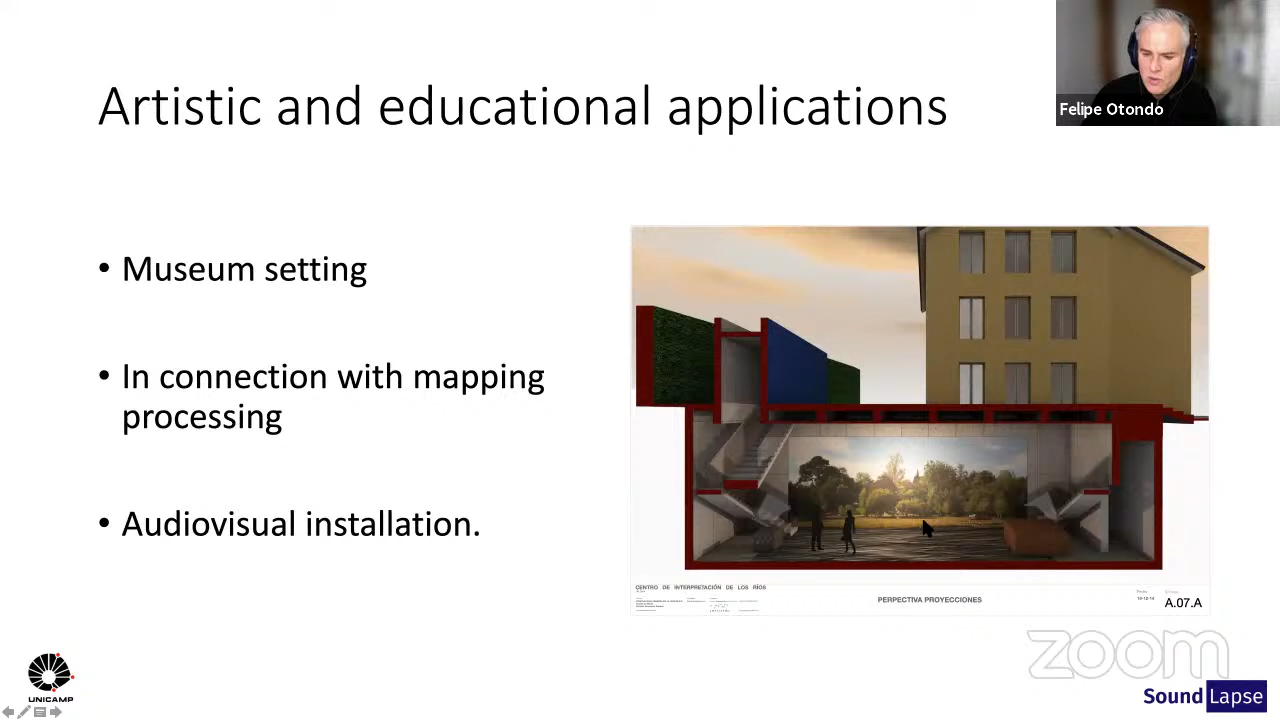 Artistic and educational applications
Felipe Otondo
• Museum setting
• In connection with mapping
processing
• Audiovisual installation.
CENTRO DE INTERPRETACIÓN DE LOS RÍOS
PERPECTIVA PROYECCIONES
A.07.A
zoom
UNICAMP
Sound Lapse